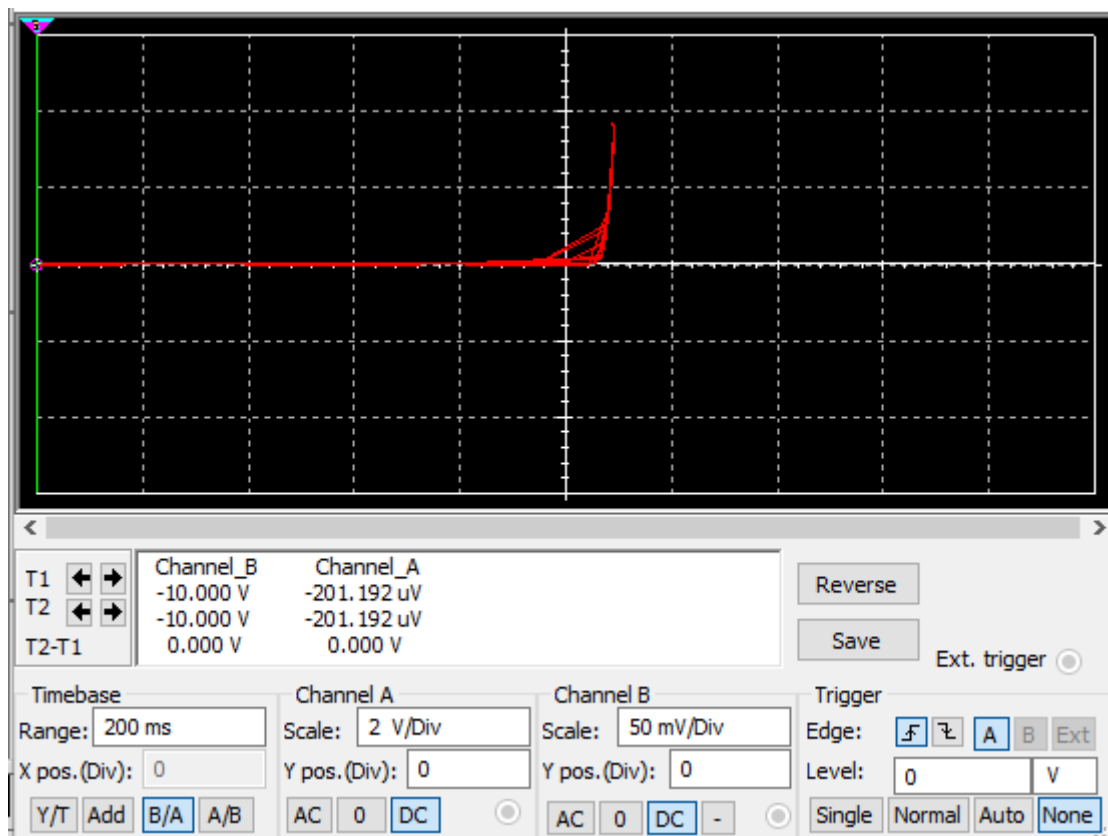 Channel_B Channel_A
T1 -10.000 V -201.192 uV
T2 -10.000 V -201.192 uV
T2-T1 0.000 V 0.000 V
Reverse
Save
Ext. trigger
Timebase Channel A Channel B Trigger
Range: 200 ms Scale: 2 V/Div Scale: 50 mV/Div Edge: A B Ext
X pos.(Div): 0 Y pos.(Div): 0 Y pos.(Div): 0 Level: 0 V
Y/T Add B/A A/B AC 0 DC AC 0 DC - Single Normal Auto None